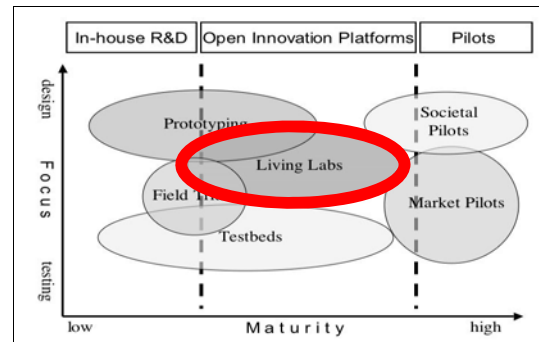 In-house R&D
Open Innovation Platforms
Pilots
design
Focus
testing
Prototyping
Societal
Pilots
Living Labs
Field
Market Pilots
Testbeds
low
Maturity
high